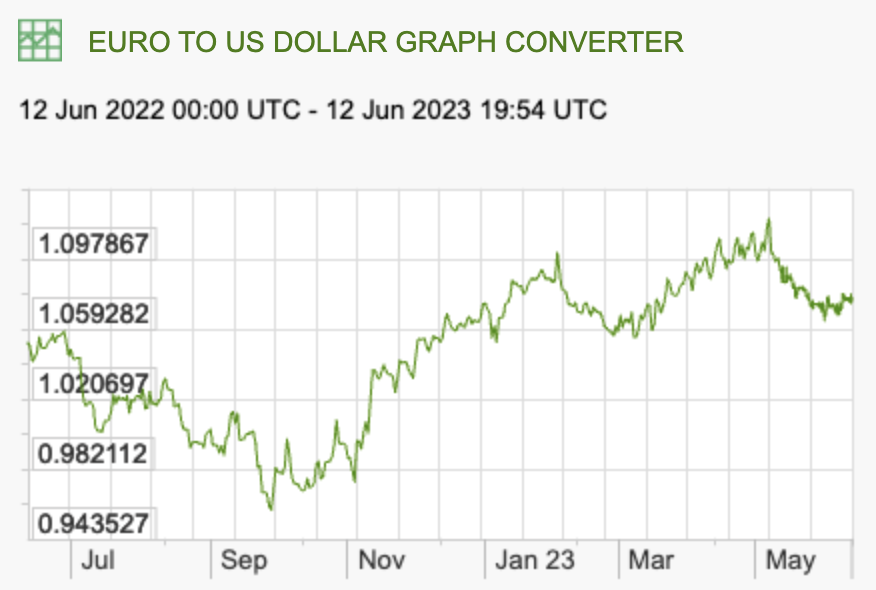 EURO TO US DOLLAR GRAPH CONVERTER
12 Jun 2022 00:00 UTC - 12 Jun 2023 19:54 UTC
1.097867
1.059282
1.020697
0.982112
0.943527
Jul Sep Nov Jan 23 Mar May